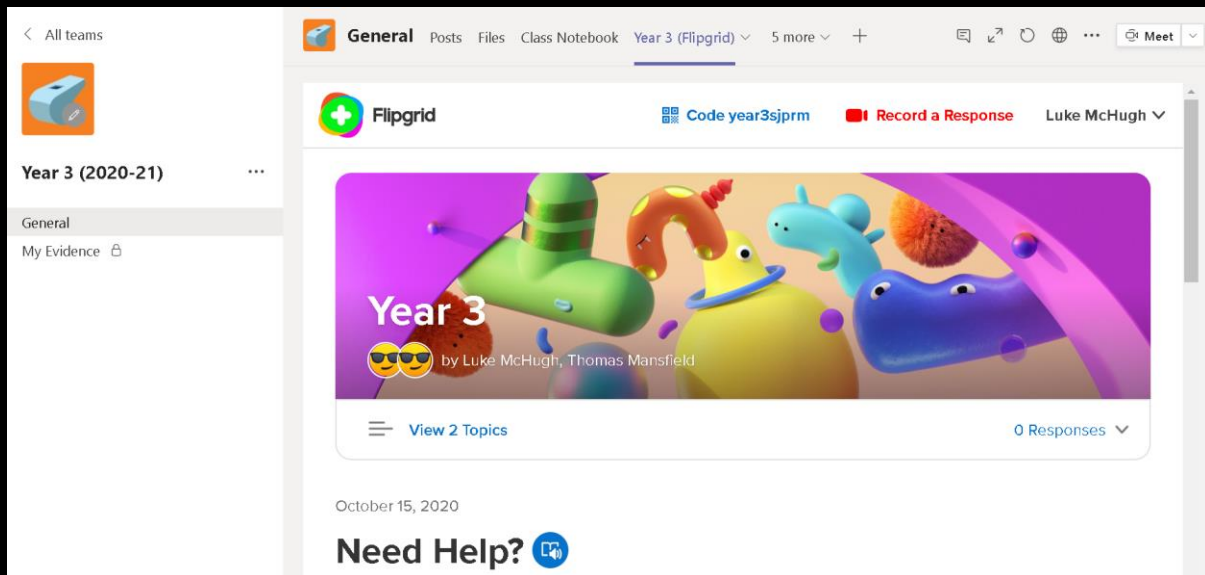 All teams
Year 3 (2020-21)
General
My Evidence
General Posts Files Class Notebook Year 3 (Flipgrid) 5 more Meet
Flipgrid Code year3sjprm Record a Response Luke McHugh
Year 3
by Luke McHugh, Thomas Mansfield
View 2 Topics 0 Responses
October 15, 2020
Need Help?